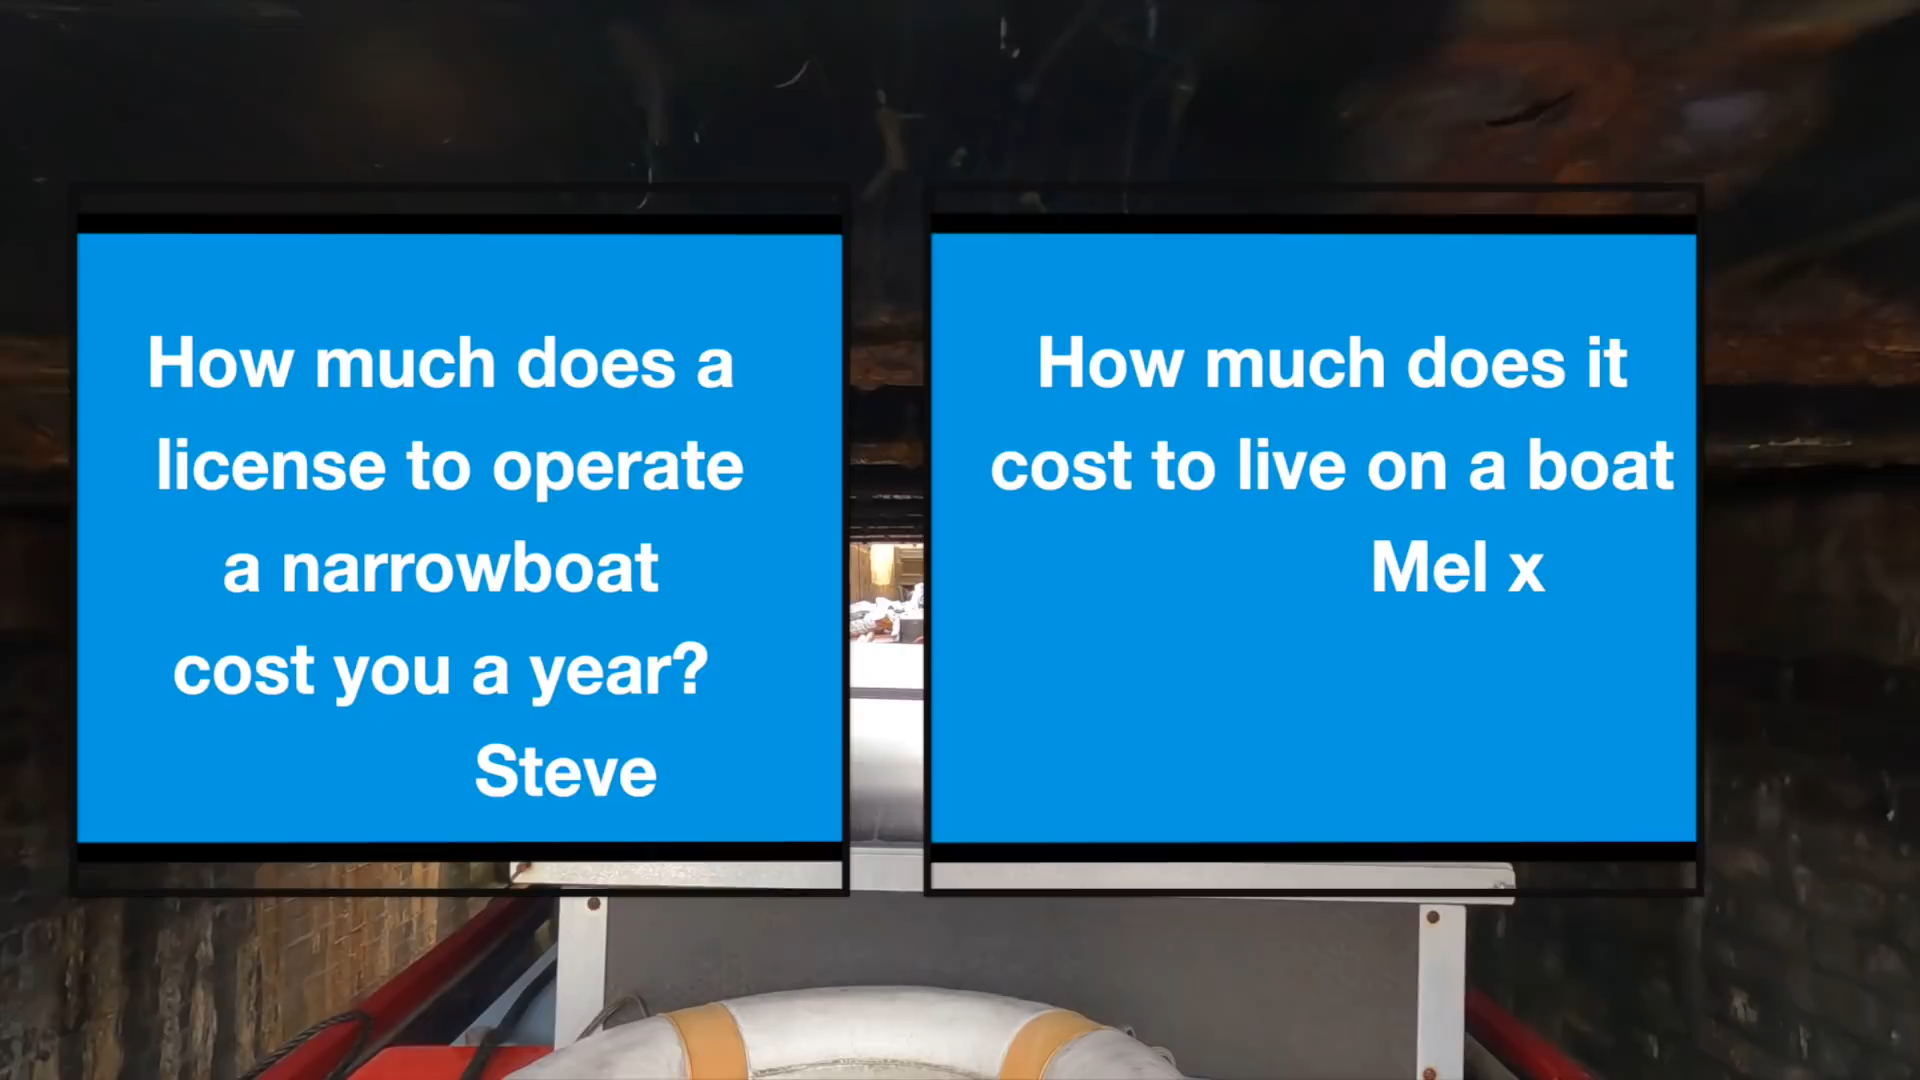 How much does a
license to operate
a narrowboat
cost you a year?
Steve
How much does it
cost to live on a boat
Mel x